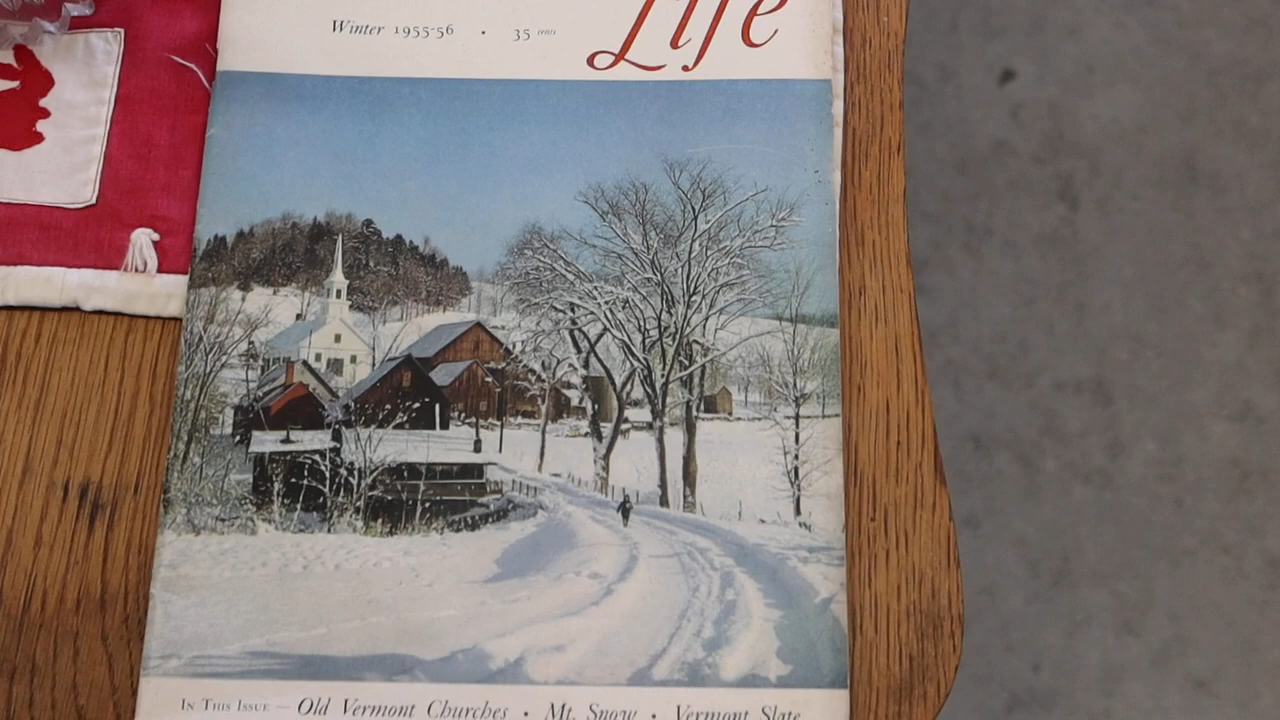 Life
Winter 1955-56 • 35 cents
In This Issue — Old Vermont Churches • Mt. Snow • Vermont Slate